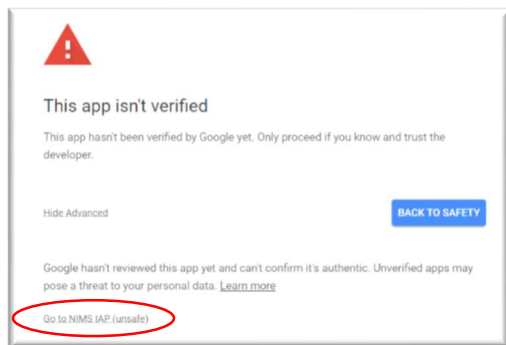 This app isn't verified
This app hasn't been verified by Google yet. Only proceed if you know and trust the
developer.
Hide Advanced
BACK TO SAFETY
Google hasn't reviewed this app yet and can't confirm it's authentic. Unverified apps may
pose a threat to your personal data. Learn more
Go to NIMS IAP (unsafe)